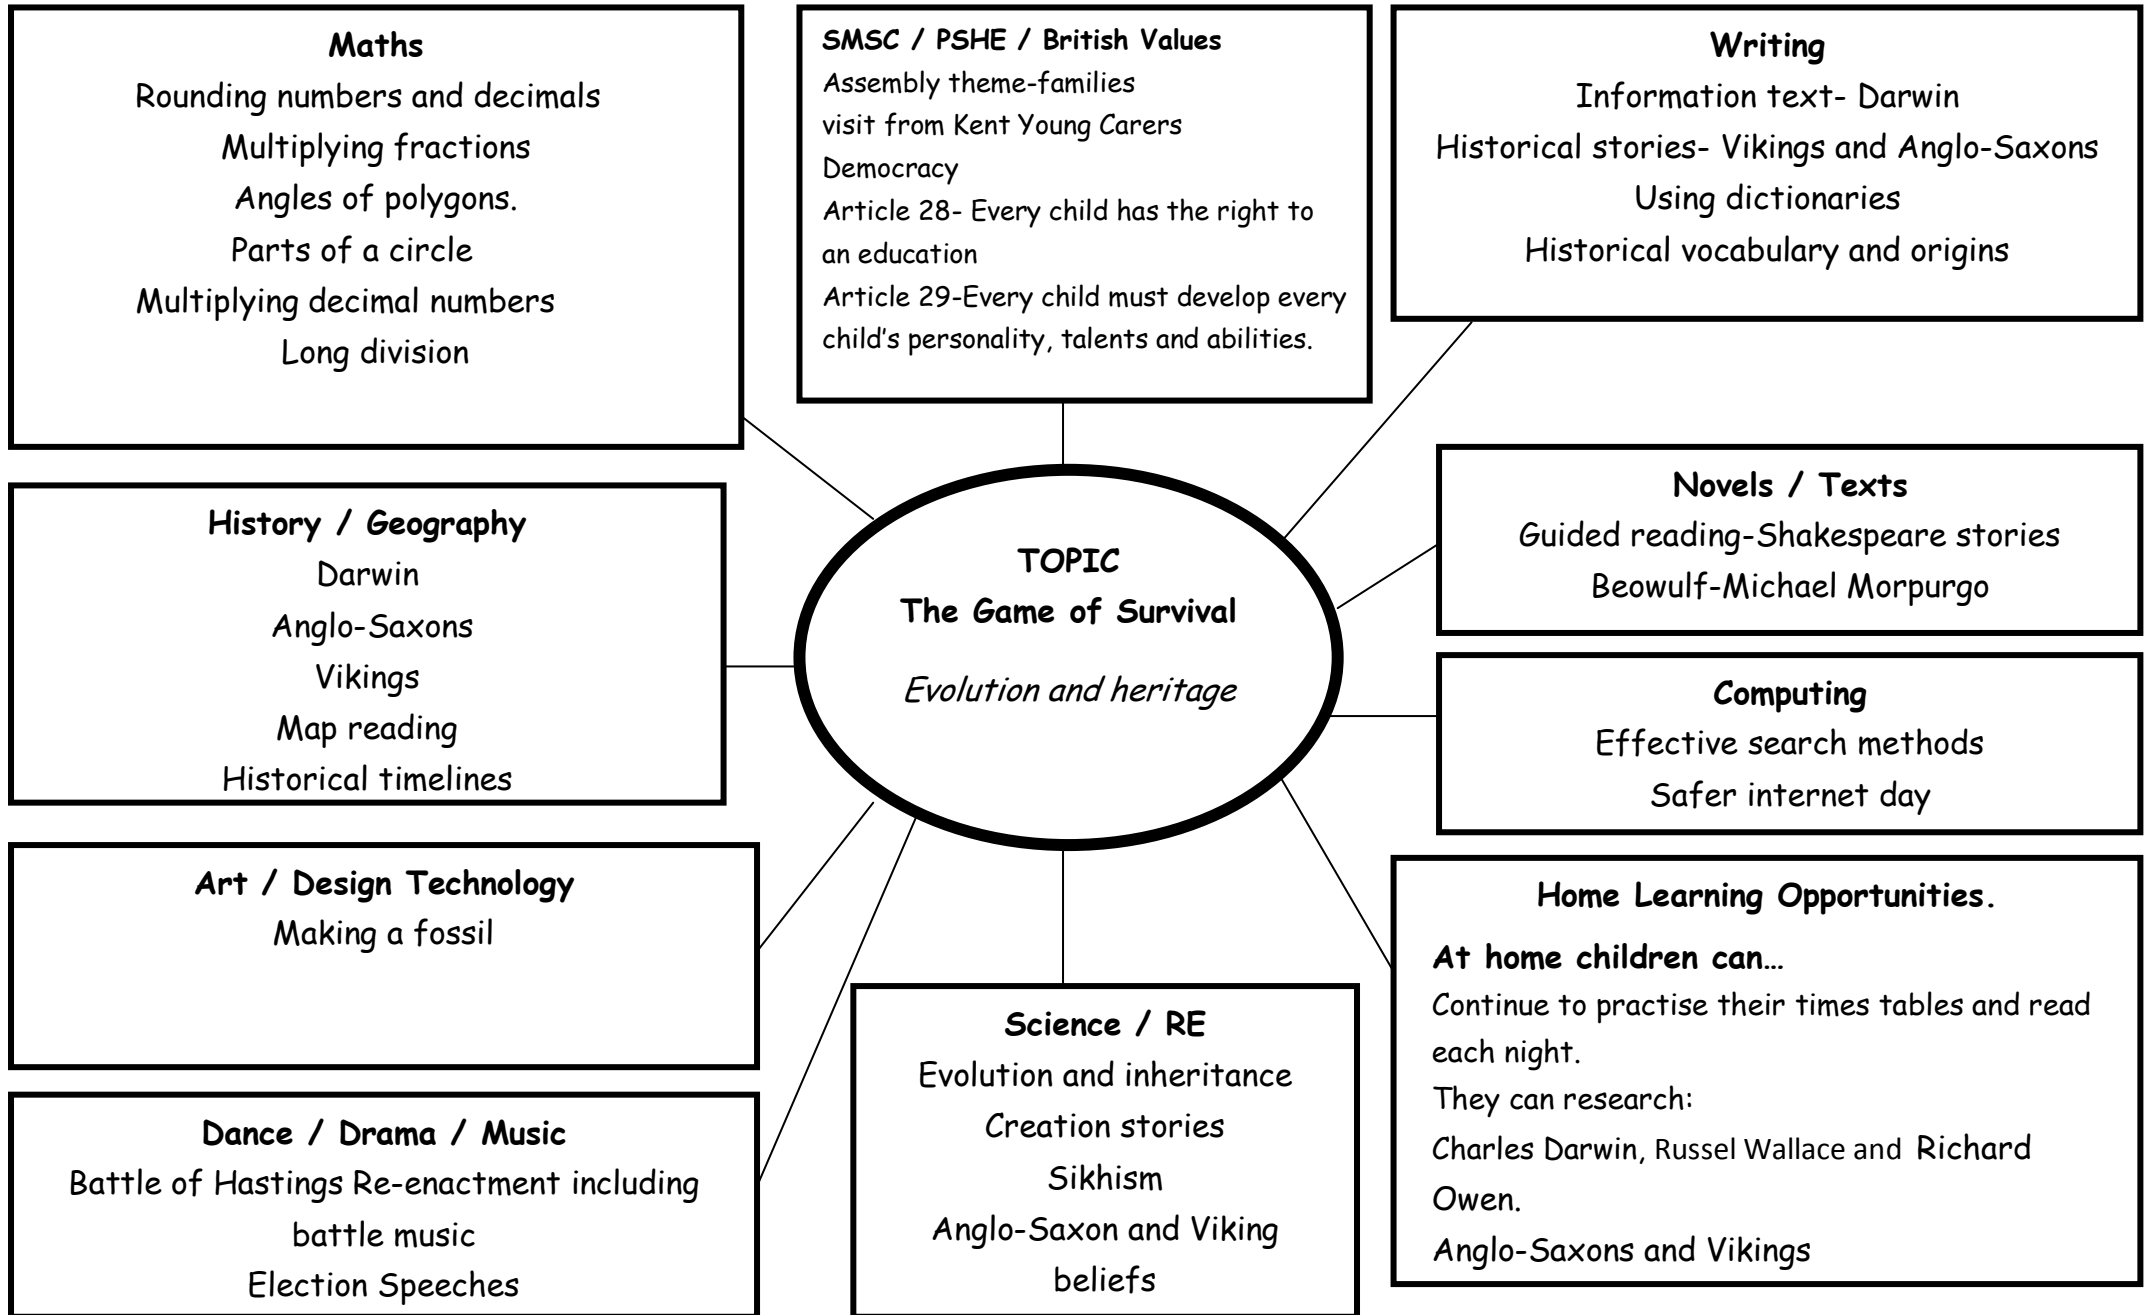 Maths
Rounding numbers and decimals
Multiplying fractions
Angles of polygons.
Parts of a circle
Multiplying decimal numbers
Long division
SMSC / PSHE / British Values
Assembly theme-families
visit from Kent Young Carers
Democracy
Article 28- Every child has the right to
an education
Article 29-Every child must develop every
child's personality, talents and abilities.
Writing
Information text- Darwin
Historical stories- Vikings and Anglo-Saxons
Using dictionaries
Historical vocabulary and origins
History / Geography
Darwin
Anglo-Saxons
Vikings
Map reading
Historical timelines
TOPIC
The Game of Survival
Evolution and heritage
Novels / Texts
Guided reading-Shakespeare stories
Beowulf-Michael Morpurgo
Computing
Effective search methods
Safer internet day
Art / Design Technology
Making a fossil
Dance / Drama / Music
Battle of Hastings Re-enactment including
battle music
Election Speeches
Science / RE
Evolution and inheritance
Creation stories
Sikhism
Anglo-Saxon and Viking
beliefs
Home Learning Opportunities.
At home children can…
Continue to practise their times tables and read
each night.
They can research:
Charles Darwin, Russel Wallace and Richard
Owen.
Anglo-Saxons and Vikings